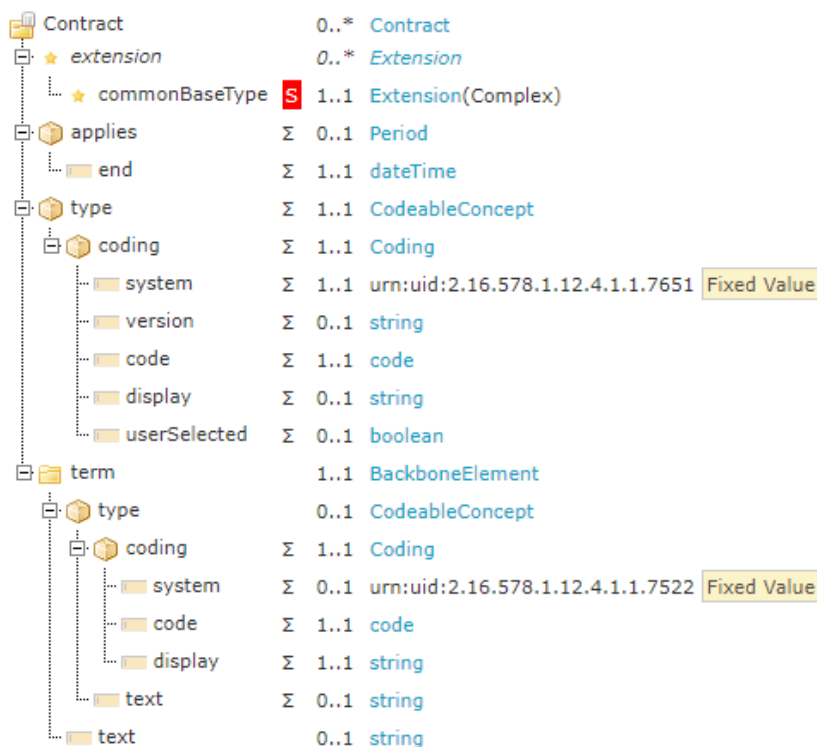 Contract 0..* Contract
extension 0..* Extension
commonBaseType S 1..1 Extension(Complex)
applies Σ 0..1 Period
end Σ 1..1 dateTime
type Σ 1..1 CodeableConcept
coding Σ 1..1 Coding
system Σ 1..1 urn:uid:2.16.578.1.12.4.1.1.7651 Fixed Value
version Σ 0..1 string
code Σ 1..1 code
display Σ 0..1 string
userSelected Σ 0..1 boolean
term 1..1 BackboneElement
type 0..1 CodeableConcept
coding Σ 1..1 Coding
system Σ 0..1 urn:uid:2.16.578.1.12.4.1.1.7522 Fixed Value
code Σ 1..1 code
display Σ 1..1 string
text Σ 0..1 string
text 0..1 string